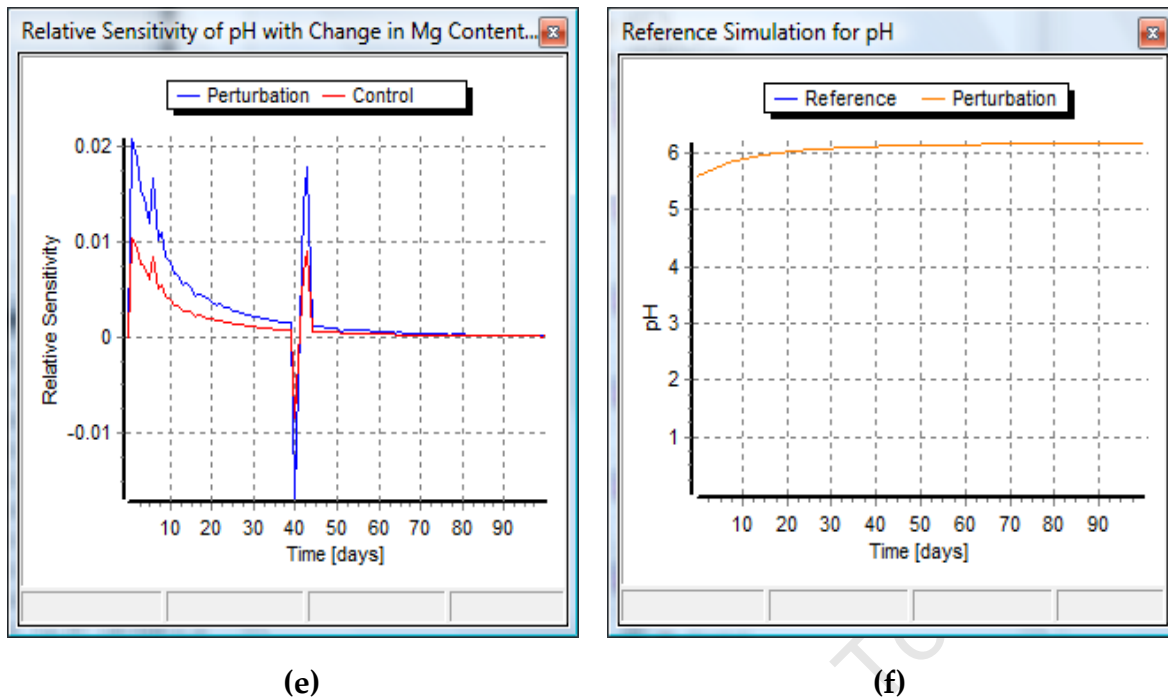 Relative Sensitivity of pH with Change in Mg Content...
Perturbation Control
0.02
0.01
0
-0.01
Relative Sensitivity
10 20 30 40 50 60 70 80 90
Time [days]
(e)
Reference Simulation for pH
Reference Perturbation
6
5
4
3
2
1
pH
10 20 30 40 50 60 70 80 90
Time [days]
(f)